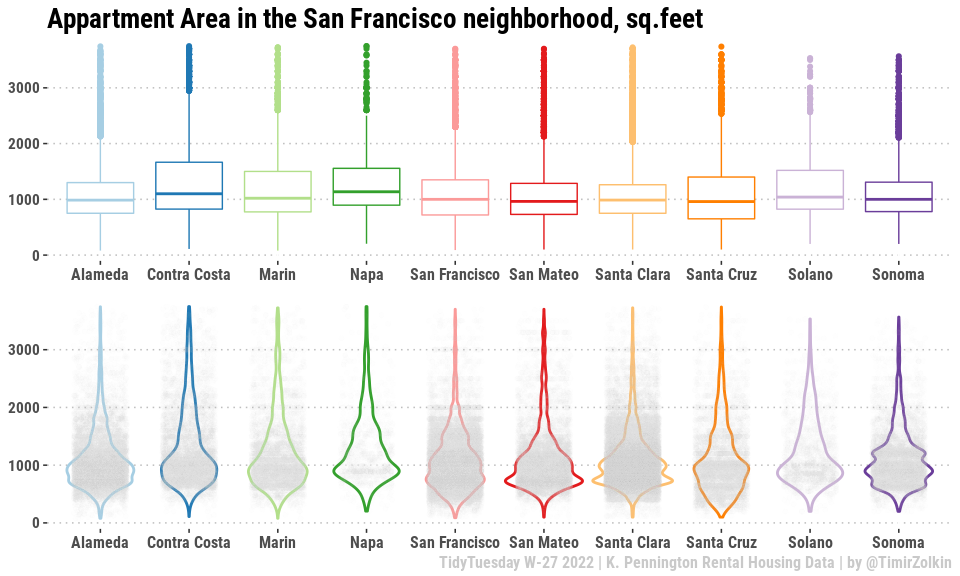 Appartment Area in the San Francisco neighborhood, sq.feet
3000
2000
1000
0
Alameda Contra Costa Marin Napa San Francisco San Mateo Santa Clara Santa Cruz Solano Sonoma
3000
2000
1000
0
Alameda Contra Costa Marin Napa San Francisco San Mateo Santa Clara Santa Cruz Solano Sonoma
TidyTuesday W-27 2022 | K. Pennington Rental Housing Data | by @TimirZolkin